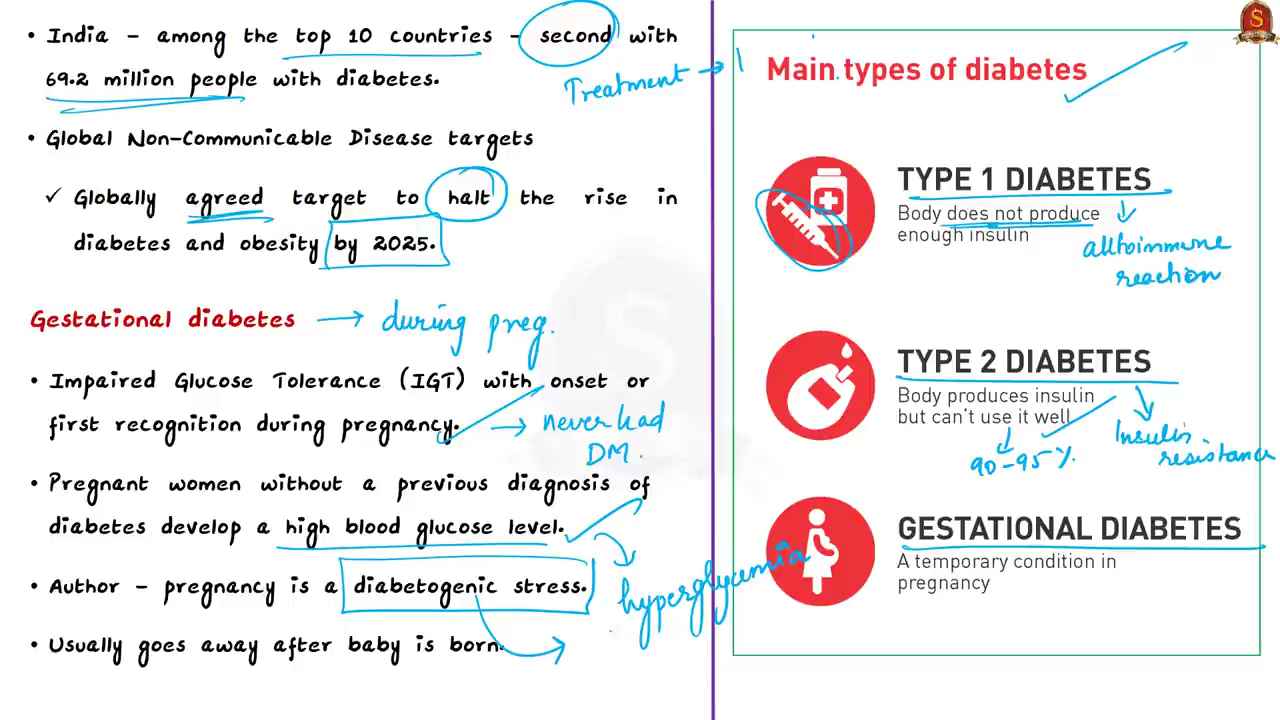 • India – among the top 10 countries – second with
69.2 million people with diabetes.
Treatment → 1
• Global Non-Communicable Disease targets
✓ Globally agreed target to halt the rise in
diabetes and obesity by 2025.
Gestational diabetes → during preg.
• Impaired Glucose Tolerance (IGT) with onset or
first recognition during pregnancy. → never had
DM.
• Pregnant women without a previous diagnosis of
diabetes develop a high blood glucose level.
hyperglycemia
• Author – pregnancy is a diabetogenic stress.
• Usually goes away after baby is born.
S
Main types of diabetes
TYPE 1 DIABETES
Body does not produce
enough insulin
autoimmune
reaction
TYPE 2 DIABETES
Body produces insulin
but can't use it well
90-95%.
Insulin
resistance
GESTATIONAL DIABETES
A temporary condition in
pregnancy
S